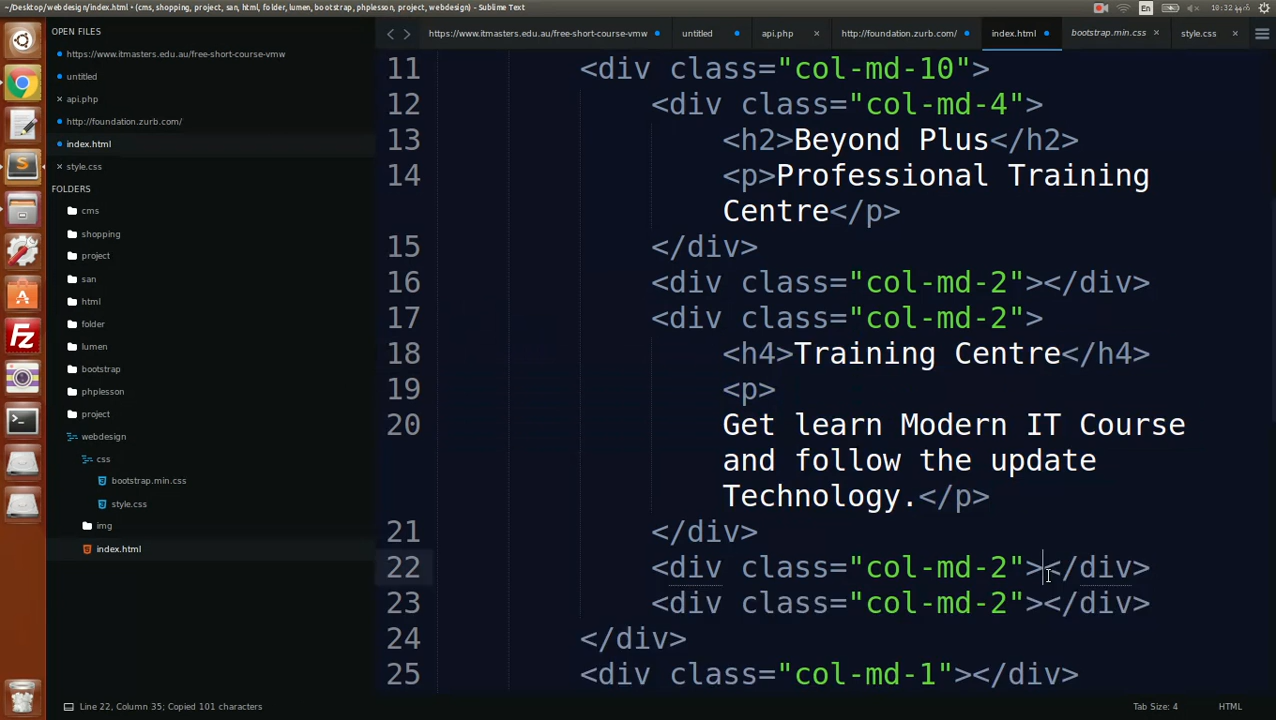 ~/Desktop/webdesign/index.html • (cms, shopping, project, san, html, folder, lumen, bootstrap, phplesson, project, webdesign) - Sublime Text
En
OPEN FILES
https://www.itmasters.edu.au/free-short-course-vmw
untitled
api.php
http://foundation.zurb.com/
index.html
style.css
FOLDERS
cms
shopping
project
san
html
folder
lumen
bootstrap
phplesson
project
webdesign
css
bootstrap.min.css
style.css
img
index.html
https://www.itmasters.edu.au/free-short-course-vmw
untitled
api.php
http://foundation.zurb.com/
index.html
bootstrap.min.css
style.css
11 <div class="col-md-10">
12 <div class="col-md-4">
13 <h2>Beyond Plus</h2>
14 <p>Professional Training
Centre</p>
15 </div>
16 <div class="col-md-2"></div>
17 <div class="col-md-2">
18 <h4>Training Centre</h4>
19 <p>
20 Get learn Modern IT Course
and follow the update
Technology.</p>
21 </div>
22 <div class="col-md-2"></div>
23 <div class="col-md-2"></div>
24 </div>
25 <div class="col-md-1"></div>
Line 22, Column 35; Copied 101 characters
Tab Size: 4
HTML